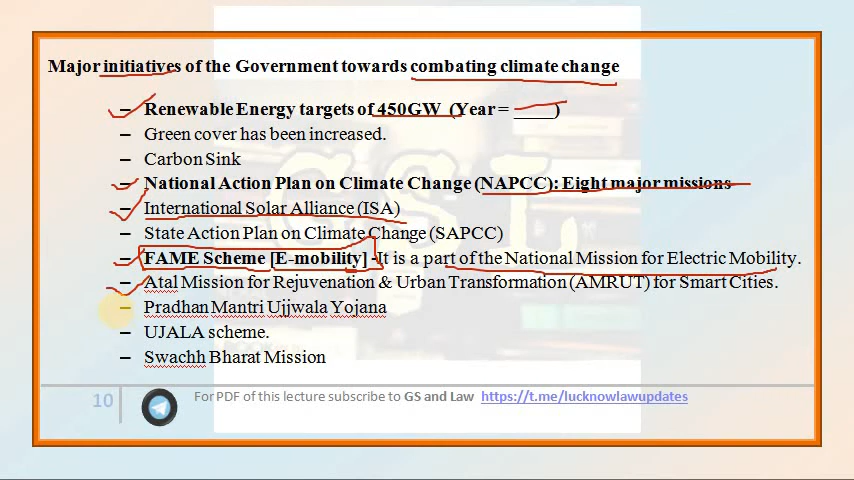 Major initiatives of the Government towards combating climate change
– Renewable Energy targets of 450GW (Year = ____)
– Green cover has been increased.
– Carbon Sink
– National Action Plan on Climate Change (NAPCC): Eight major missions
– International Solar Alliance (ISA)
– State Action Plan on Climate Change (SAPCC)
– FAME Scheme [E-mobility] -It is a part of the National Mission for Electric Mobility.
– Atal Mission for Rejuvenation & Urban Transformation (AMRUT) for Smart Cities.
– Pradhan Mantri Ujjwala Yojana
– UJALA scheme.
– Swachh Bharat Mission
GSL
10 For PDF of this lecture subscribe to GS and Law https://t.me/lucknowlawupdates